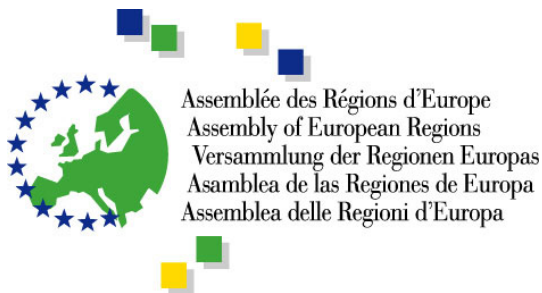 Assemblée des Régions d'Europe
Assembly of European Regions
Versammlung der Regionen Europas
Asamblea de las Regiones de Europa
Assemblea delle Regioni d'Europa